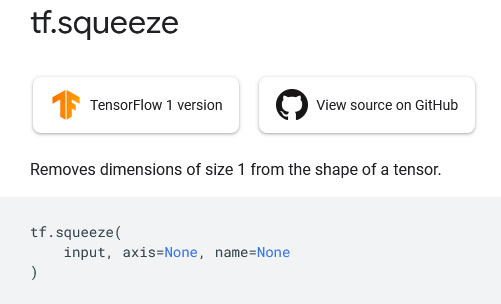 tf.squeeze
TensorFlow 1 version View source on GitHub
Removes dimensions of size 1 from the shape of a tensor.
tf.squeeze(
    input, axis=None, name=None
)